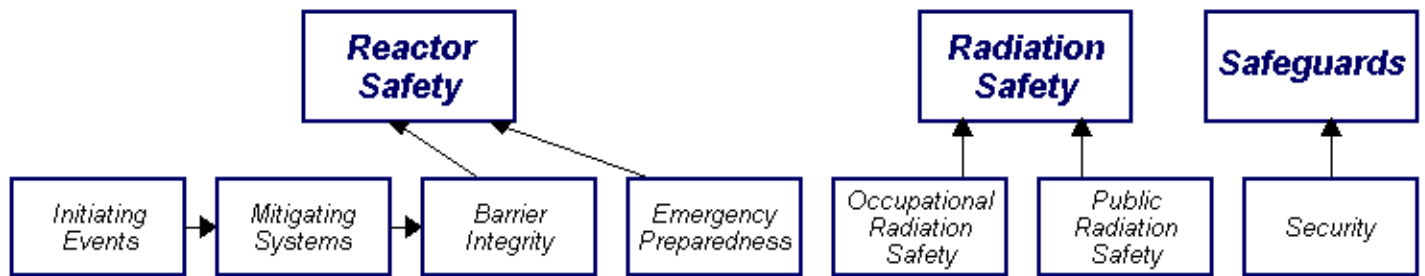 Reactor
Safety
Radiation
Safety
Safeguards
Initiating
Events
Mitigating
Systems
Barrier
Integrity
Emergency
Preparedness
Occupational
Radiation
Safety
Public
Radiation
Safety
Security